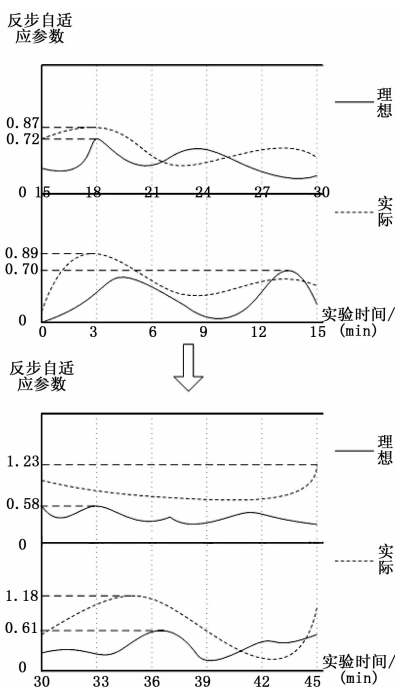 反步自适
应参数
理想
0.87
0.72
0
15 18 21 24 27 30
实际
0.89
0.70
0
0 3 6 9 12 15
实验时间/
(min)
反步自适
应参数
理想
1.23
0.58
0
实际
1.18
0.61
0
30 33 36 39 42 45
实验时间/
(min)